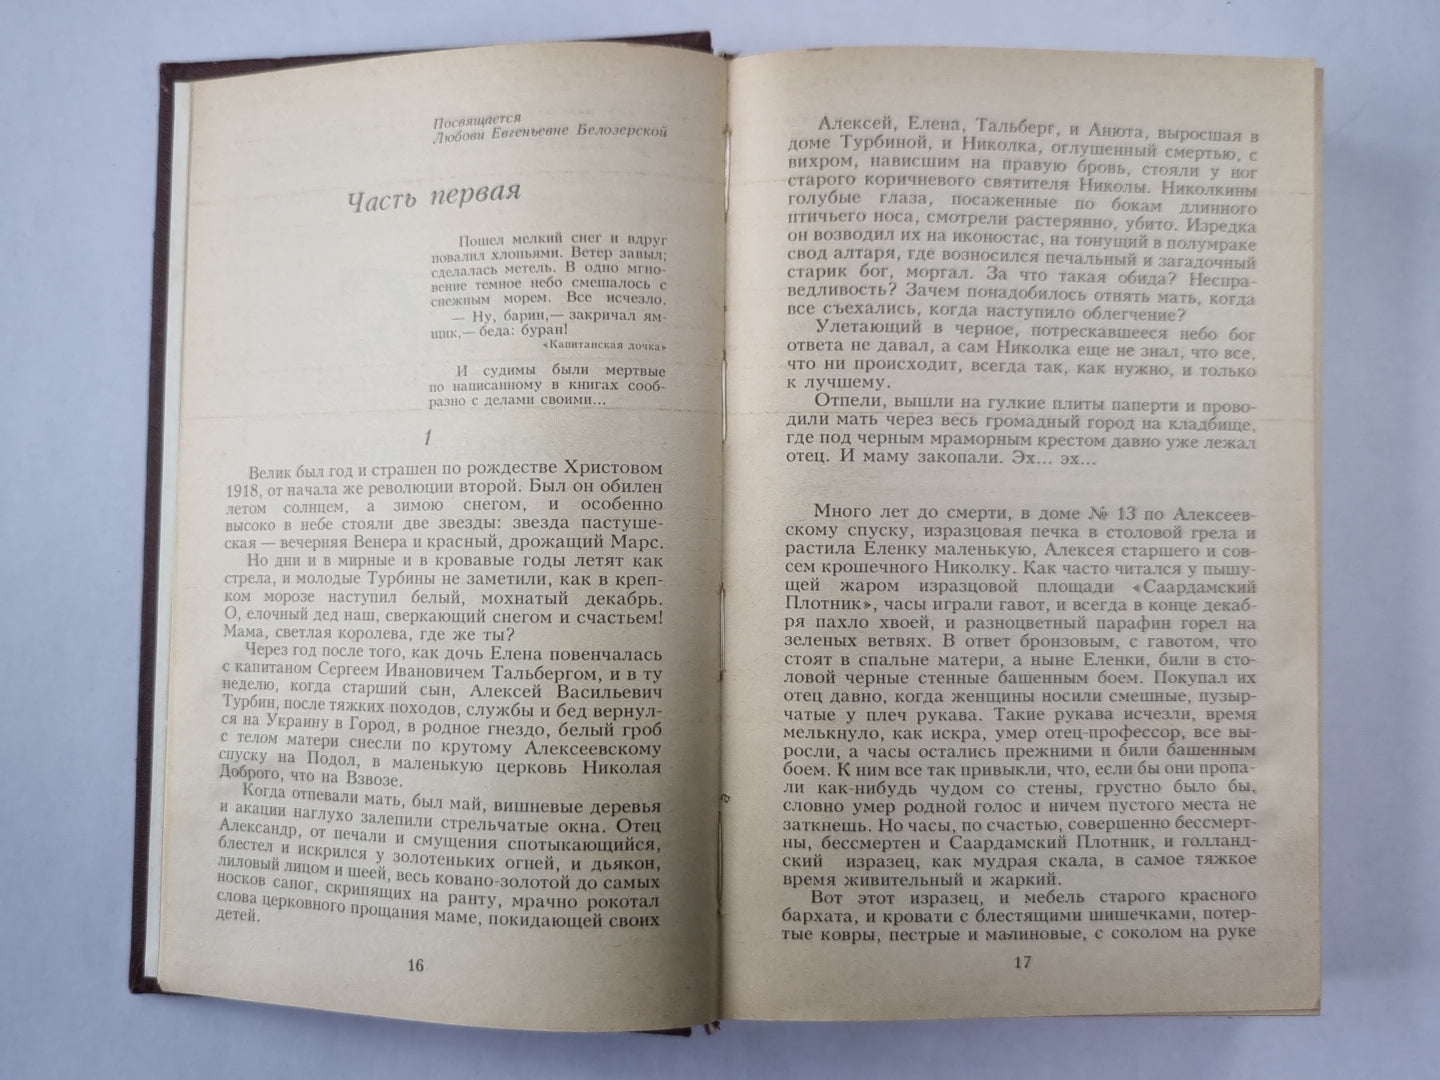 Посвящается
Любови Евгеньевне Белозерской
Часть первая
Пошел мелкий снег и вдруг
повалил хлопьями. Ветер завыл;
сделалась метель. В одно мгно-
вение темное небо смешалось с
снежным морем. Все исчезло.
— Ну, барин,— закричал ям-
щик,— беда: буран!
«Капитанская дочка»
И судимы были мертвые
по написанному в книгах сооб-
разно с делами своими...
1
Велик был год и страшен по рождестве Христовом
1918, от начала же революции второй. Был он обилен
летом солнцем, а зимою снегом, и особенно
высоко в небе стояли две звезды: звезда пастуше-
ская — вечерняя Венера и красный, дрожащий Марс.
Но дни и в мирные и в кровавые годы летят как
стрела, и молодые Турбины не заметили, как в креп-
ком морозе наступил белый, мохнатый декабрь.
О, елочный дед наш, сверкающий снегом и счастьем!
Мама, светлая королева, где же ты?
Через год после того, как дочь Елена повенчалась
с капитаном Сергеем Ивановичем Тальбергом, и в ту
неделю, когда старший сын, Алексей Васильевич
Турбин, после тяжких походов, службы и бед вернул-
ся на Украину в Город, в родное гнездо, белый гроб
с телом матери снесли по крутому Алексеевскому
спуску на Подол, в маленькую церковь Николая
Доброго, что на Взвозе.
Когда отпевали мать, был май, вишневые деревья
и акации наглухо залепили стрельчатые окна. Отец
Александр, от печали и смущения спотыкающийся,
блестел и искрился у золотеньких огней, и дьякон,
лиловый лицом и шеей, весь ковано-золотой до самых
носков сапог, скрипящих на ранту, мрачно рокотал
слова церковного прощания маме, покидающей своих
детей.
16
Алексей, Елена, Тальберг, и Анюта, выросшая в
доме Турбиной, и Николка, оглушенный смертью, с
вихром, нависшим на правую бровь, стояли у ног
старого коричневого святителя Николы. Николкины
голубые глаза, посаженные по бокам длинного
птичьего носа, смотрели растерянно, убито. Изредка
он возводил их на иконостас, на тонущий в полумраке
свод алтаря, где возносился печальный и загадочный
старик бог, моргал. За что такая обида? Неспра-
ведливость? Зачем понадобилось отнять мать, когда
все съехались, когда наступило облегчение?
Улетающий в черное, потрескавшееся небо бог
ответа не давал, а сам Николка еще не знал, что все,
что ни происходит, всегда так, как нужно, и только
к лучшему.
Отпели, вышли на гулкие плиты паперти и прово-
дили мать через весь громадный город на кладбище,
где под черным мраморным крестом давно уже лежал
отец. И маму закопали. Эх... эх...
Много лет до смерти, в доме № 13 по Алексеев-
скому спуску, изразцовая печка в столовой грела и
растила Еленку маленькую, Алексея старшего и сов-
сем крошечного Николку. Как часто читался у пышу-
щей жаром изразцовой площади «Саардамский
Плотник», часы играли гавот, и всегда в конце декаб-
ря пахло хвоей, и разноцветный парафин горел на
зеленых ветвях. В ответ бронзовым, с гавотом, что
стоят в спальне матери, а ныне Еленки, били в сто-
ловой черные стенные башенным боем. Покупал их
отец давно, когда женщины носили смешные, пузыр-
чатые у плеч рукава. Такие рукава исчезли, время
мелькнуло, как искра, умер отец-профессор, все вы-
росли, а часы остались прежними и били башенным
боем. К ним все так привыкли, что, если бы они пропа-
ли как-нибудь чудом со стены, грустно было бы,
словно умер родной голос и ничем пустого места не
заткнешь. Но часы, по счастью, совершенно бессмерт-
ны, бессмертен и Саардамский Плотник, и голланд-
ский изразец, как мудрая скала, в самое тяжкое
время живительный и жаркий.
Вот этот изразец, и мебель старого красного
бархата, и кровати с блестящими шишечками, потер-
тые ковры, пестрые и малиновые, с соколом на руке
17